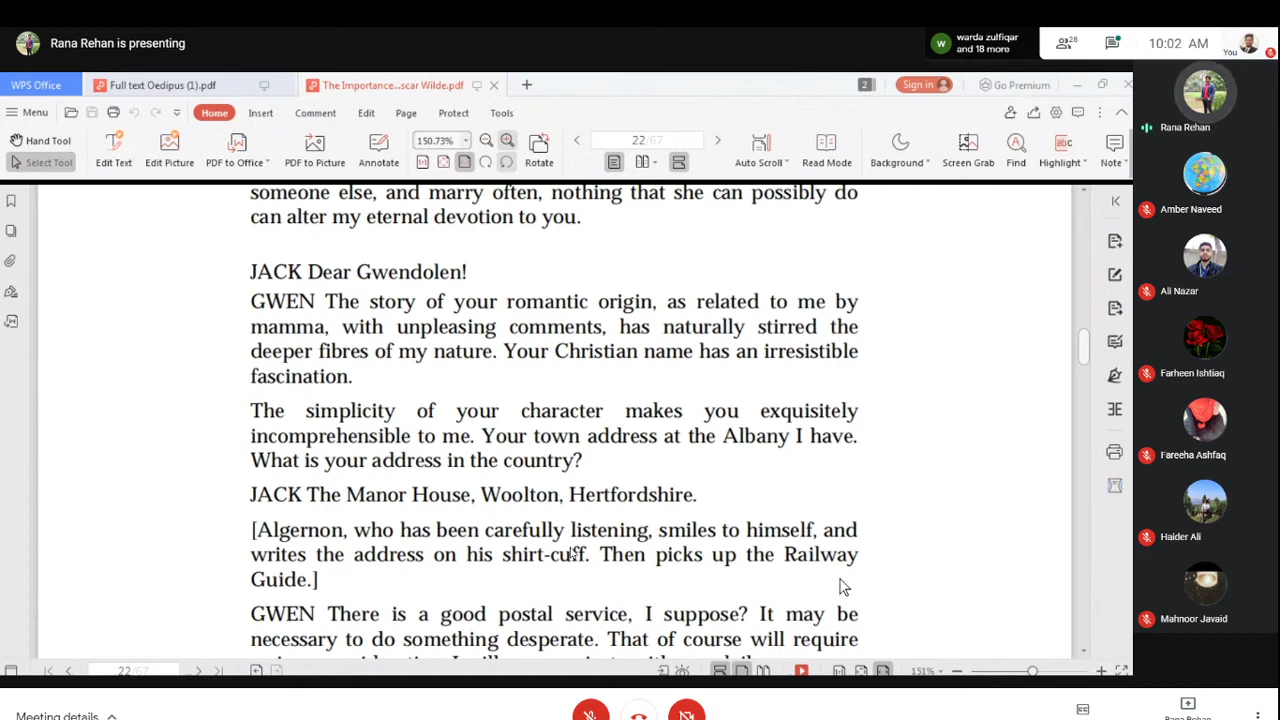 Rana Rehan is presenting
w
warda zulfiqar
and 18 more
28
10:02 AM
You
WPS Office
Full text Oedipus (1).pdf
The Importance...scar Wilde.pdf
2
Sign in
Go Premium
Menu
Home
Insert
Comment
Edit
Page
Protect
Tools
Hand Tool
Select Tool
Edit Text
Edit Picture
PDF to Office
PDF to Picture
Annotate
150.73%
Rotate
22/67
Auto Scroll
Read Mode
Background
Screen Grab
Find
Highlight
Note
someone else, and marry often, nothing that she can possibly do
can alter my eternal devotion to you.
JACK Dear Gwendolen!
GWEN The story of your romantic origin, as related to me by
mamma, with unpleasing comments, has naturally stirred the
deeper fibres of my nature. Your Christian name has an irresistible
fascination.
The simplicity of your character makes you exquisitely
incomprehensible to me. Your town address at the Albany I have.
What is your address in the country?
JACK The Manor House, Woolton, Hertfordshire.
[Algernon, who has been carefully listening, smiles to himself, and
writes the address on his shirt-cuff. Then picks up the Railway
Guide.]
GWEN There is a good postal service, I suppose? It may be
necessary to do something desperate. That of course will require
22/67
151%
Rana Rehan
Amber Naveed
Ali Nazar
Farheen Ishtiaq
Fareeha Ashfaq
Haider Ali
Mahnoor Javaid
Meeting details
Rana Rehan